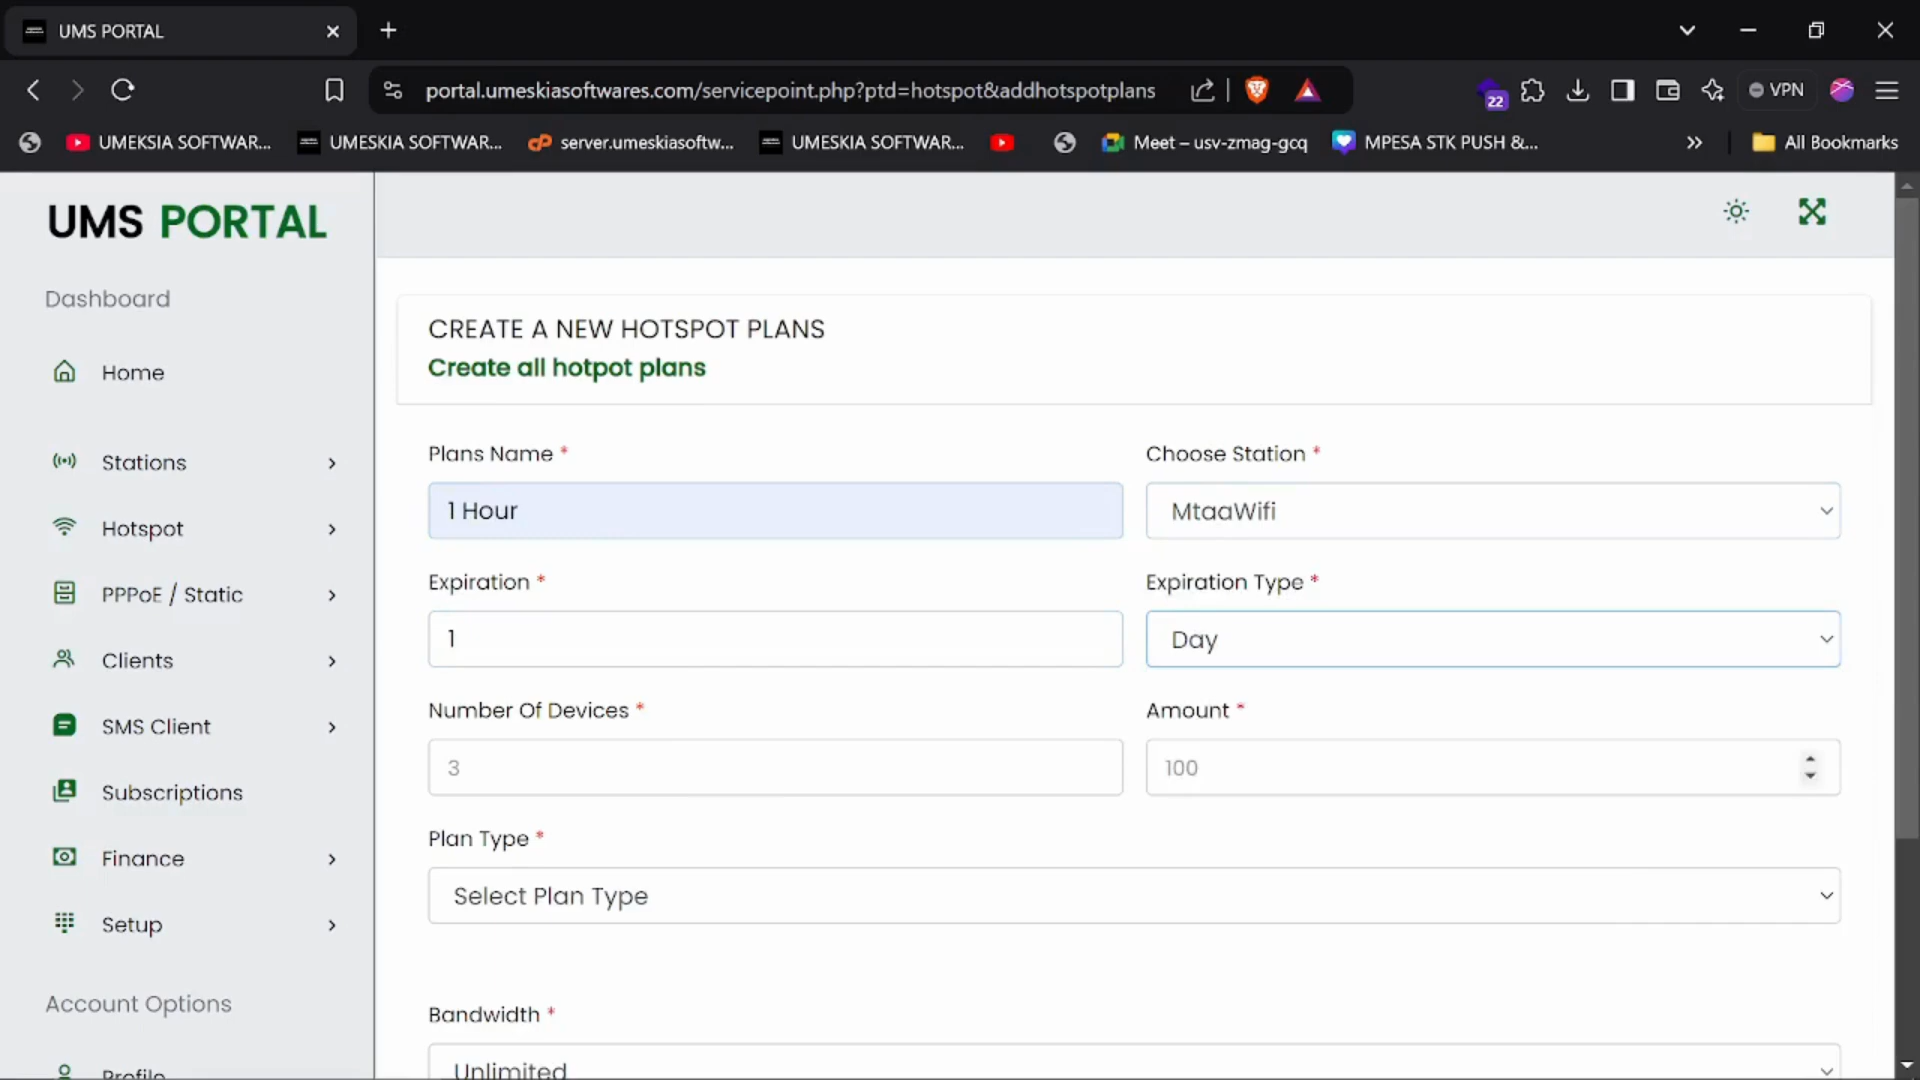 UMS PORTAL
portal.umeskiasoftwares.com/servicepoint.php?ptd=hotspot&addhotspotplans
22
VPN
UMEKSIA SOFTWAR...
UMESKIA SOFTWAR...
server.umeskiasoftw...
UMESKIA SOFTWAR...
Meet – usv-zmag-gcq
MPESA STK PUSH &...
All Bookmarks
UMS PORTAL
Dashboard
Home
Stations
Hotspot
PPPoE / Static
Clients
SMS Client
Subscriptions
Finance
Setup
Account Options
Profile
CREATE A NEW HOTSPOT PLANS
Create all hotpot plans
Plans Name *
Choose Station *
1 Hour
MtaaWifi
Expiration *
Expiration Type *
1
Day
Number Of Devices *
Amount *
3
100
Plan Type *
Select Plan Type
Bandwidth *
Unlimited